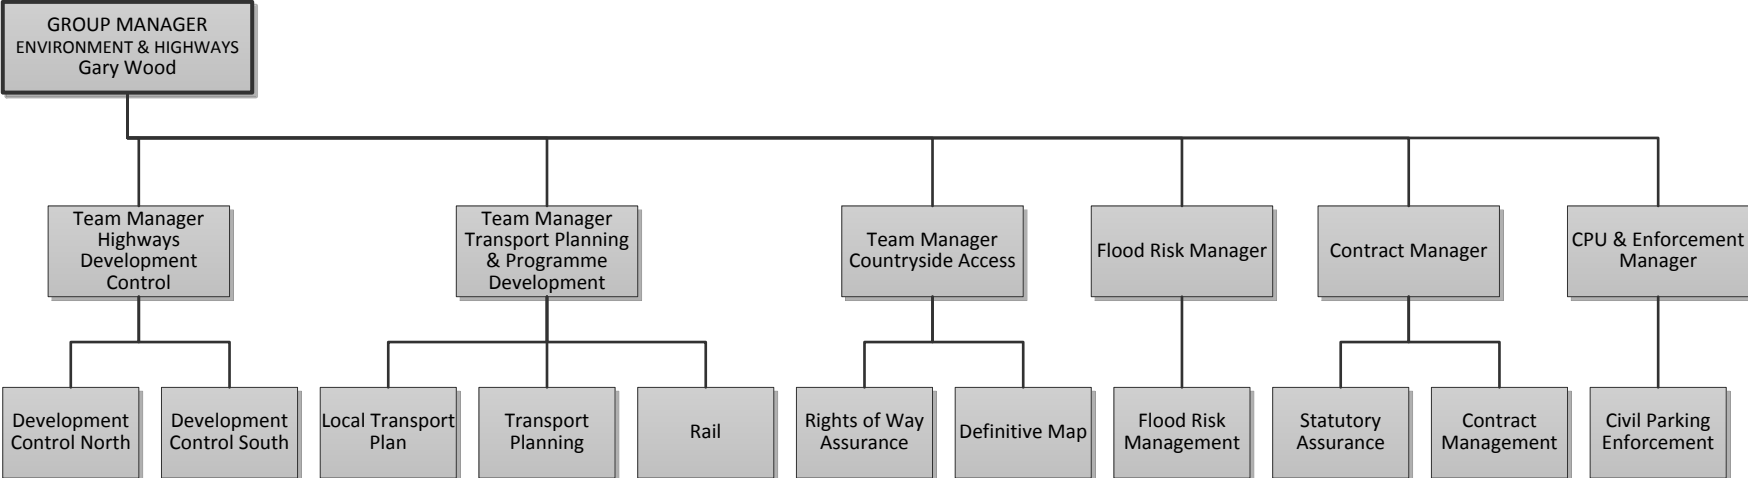 GROUP MANAGER
ENVIRONMENT & HIGHWAYS
Gary Wood
Team Manager
Highways
Development
Control
Team Manager
Transport Planning
& Programme
Development
Team Manager
Countryside Access
Flood Risk Manager
Contract Manager
CPU & Enforcement
Manager
Development
Control North
Development
Control South
Local Transport
Plan
Transport
Planning
Rail
Rights of Way
Assurance
Definitive Map
Flood Risk
Management
Statutory
Assurance
Contract
Management
Civil Parking
Enforcement